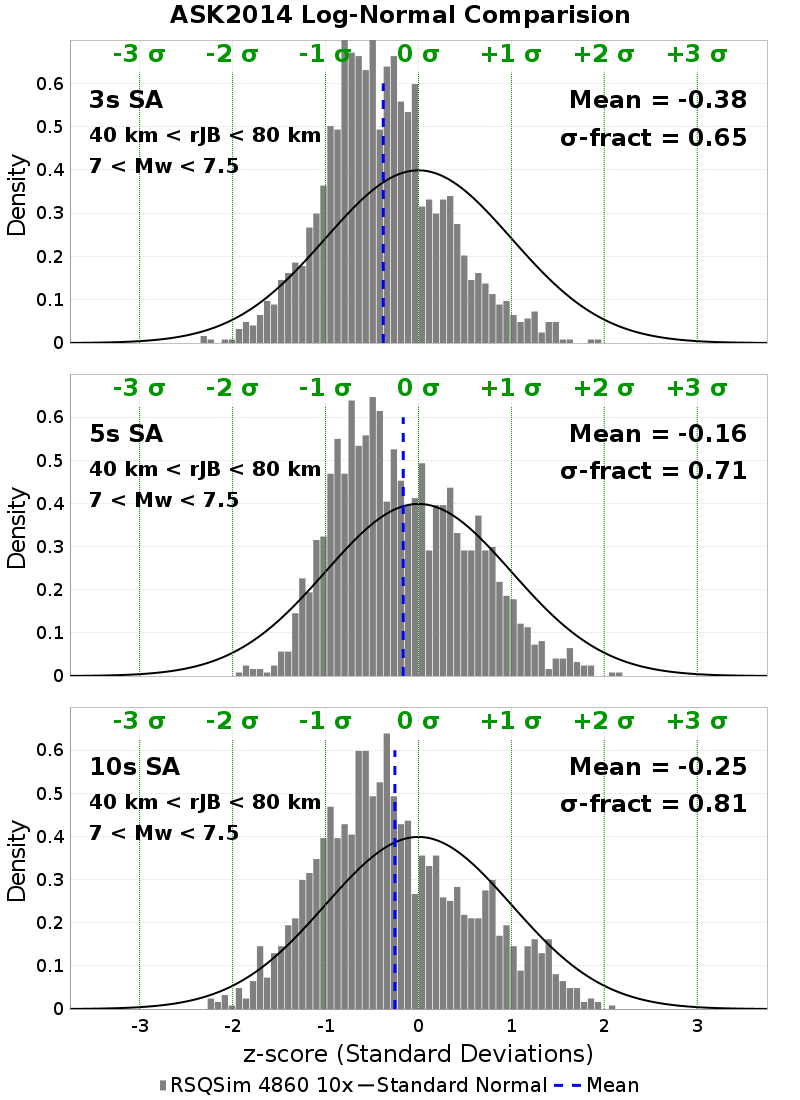 ASK2014 Log-Normal Comparision
-3 σ -2 σ -1 σ 0 σ +1 σ +2 σ +3 σ
3s SA
40 km < rJB < 80 km
7 < Mw < 7.5
Mean = -0.38
σ-fract = 0.65
Density
0.6
0.5
0.4
0.3
0.2
0.1
0
-3 σ -2 σ -1 σ 0 σ +1 σ +2 σ +3 σ
5s SA
40 km < rJB < 80 km
7 < Mw < 7.5
Mean = -0.16
σ-fract = 0.71
Density
0.6
0.5
0.4
0.3
0.2
0.1
0
-3 σ -2 σ -1 σ 0 σ +1 σ +2 σ +3 σ
10s SA
40 km < rJB < 80 km
7 < Mw < 7.5
Mean = -0.25
σ-fract = 0.81
Density
0.6
0.5
0.4
0.3
0.2
0.1
0
-3 -2 -1 0 1 2 3
z-score (Standard Deviations)
RSQSim 4860 10x Standard Normal Mean